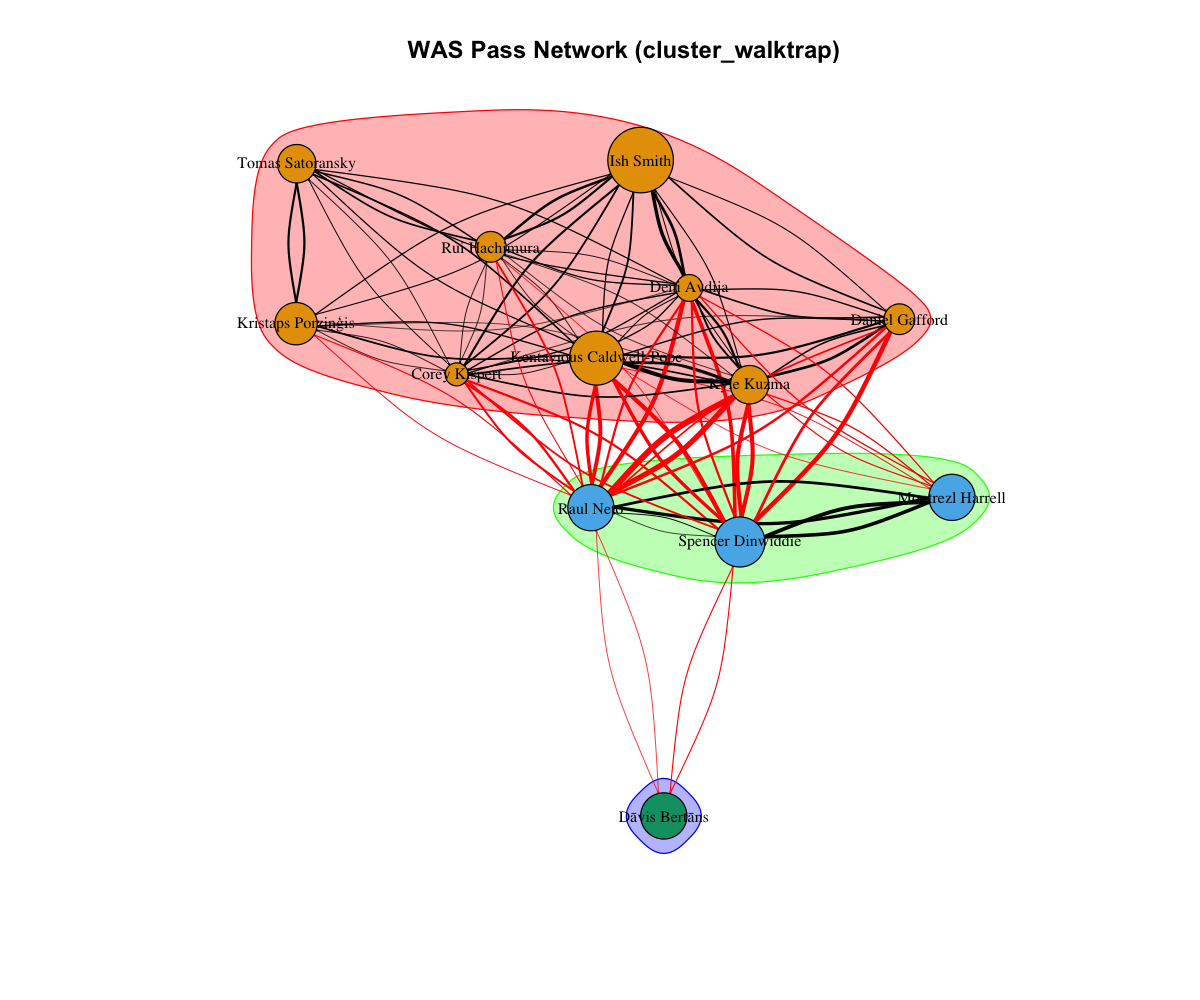 WAS Pass Network (cluster_walktrap)
Tomas Satoransky
Ish Smith
Rui Hachimura
Deni Avdija
Kristaps Porziņģis
Daniel Gafford
Kentavious Caldwell-Pope
Corey Kispert
Kyle Kuzma
Montrezl Harrell
Raul Neto
Spencer Dinwiddie
Dāvis Bertāns